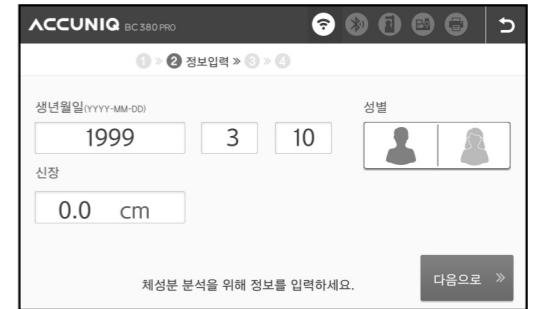 ACCUNIQ BC380 PRO
1 » 2 정보입력 » 3 » 4
생년월일(YYYY-MM-DD)
성별
1999 3 10
신장
0.0 cm
체성분 분석을 위해 정보를 입력하세요.
다음으로 »